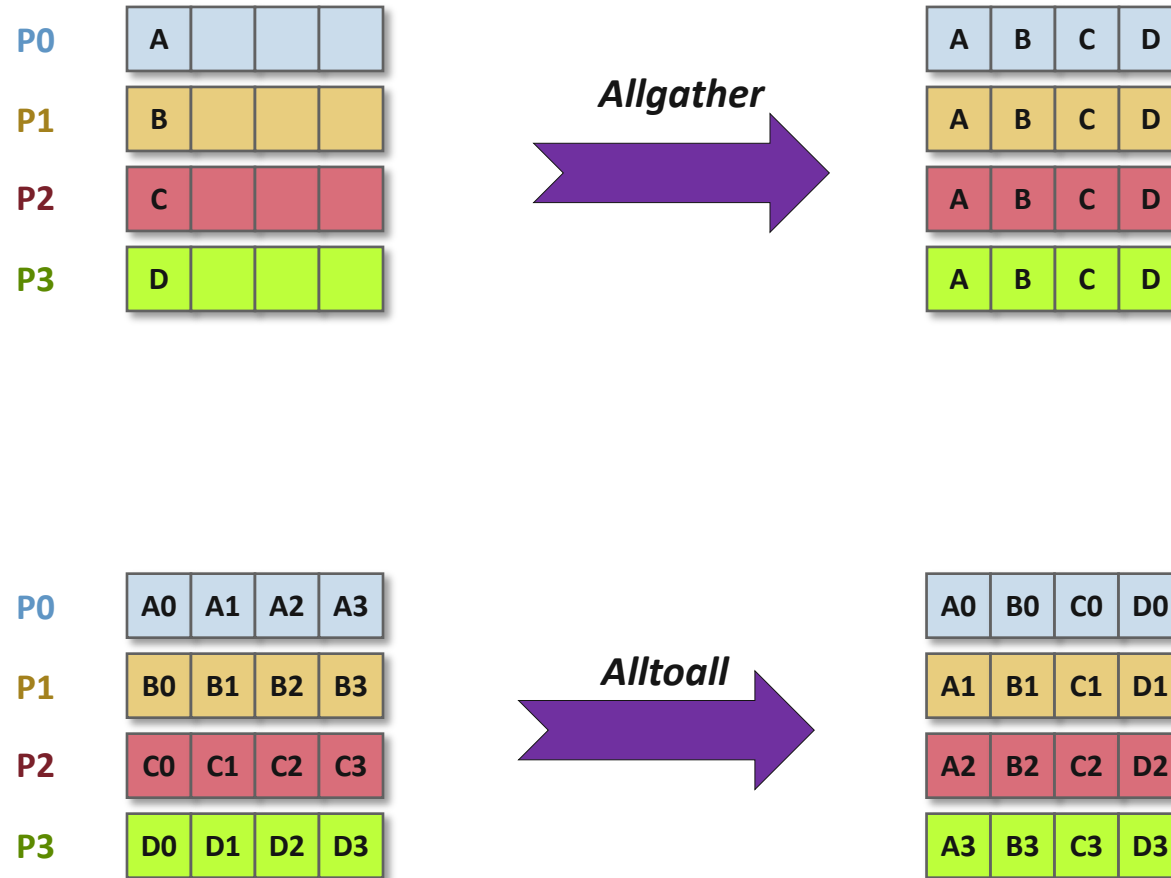 P0 A A B C D
Allgather
P1 B A B C D
P2 C A B C D
P3 D A B C D
P0 A0 A1 A2 A3 A0 B0 C0 D0
Alltoall
P1 B0 B1 B2 B3 A1 B1 C1 D1
P2 C0 C1 C2 C3 A2 B2 C2 D2
P3 D0 D1 D2 D3 A3 B3 C3 D3